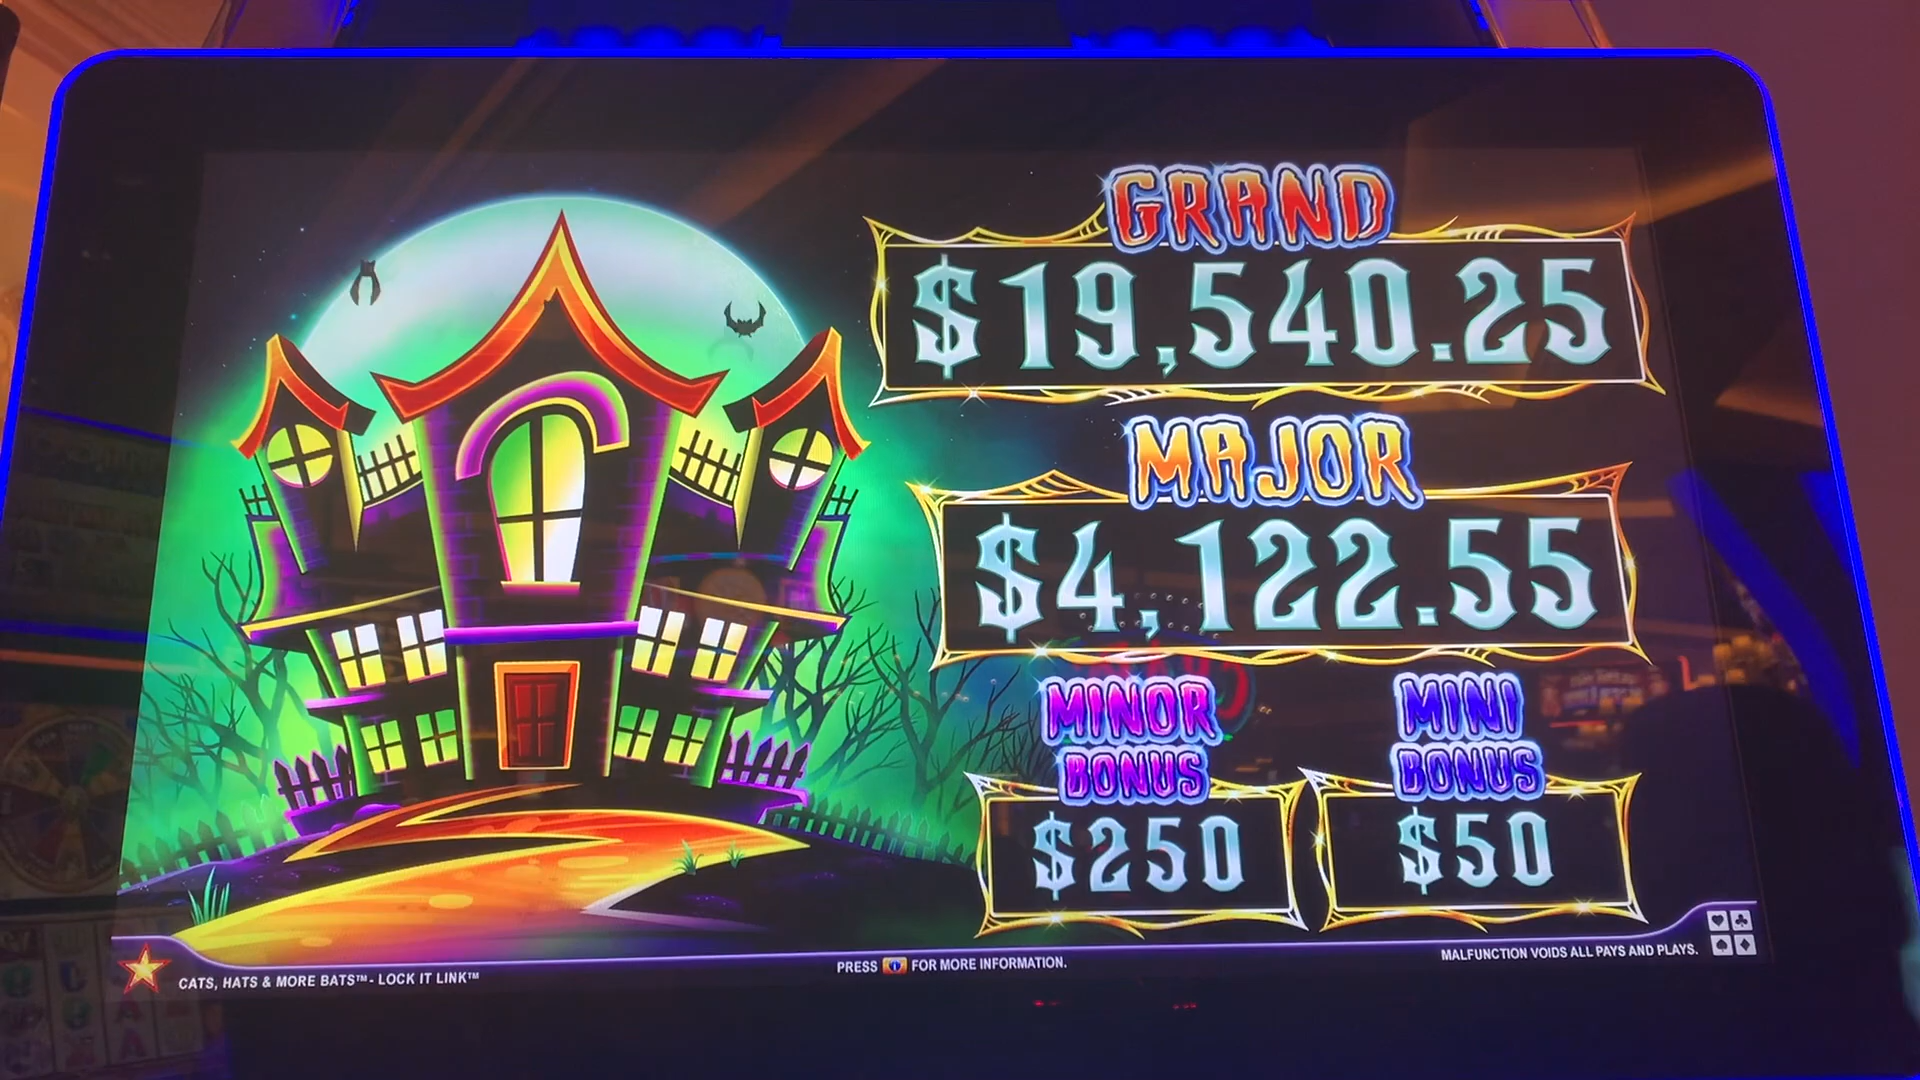 GRAND
$19,540.25
MAJOR
$4,122.55
MINOR
BONUS
$250
MINI
BONUS
$50
CATS, HATS & MORE BATS™ - LOCK IT LINK™
PRESS i FOR MORE INFORMATION.
MALFUNCTION VOIDS ALL PAYS AND PLAYS.